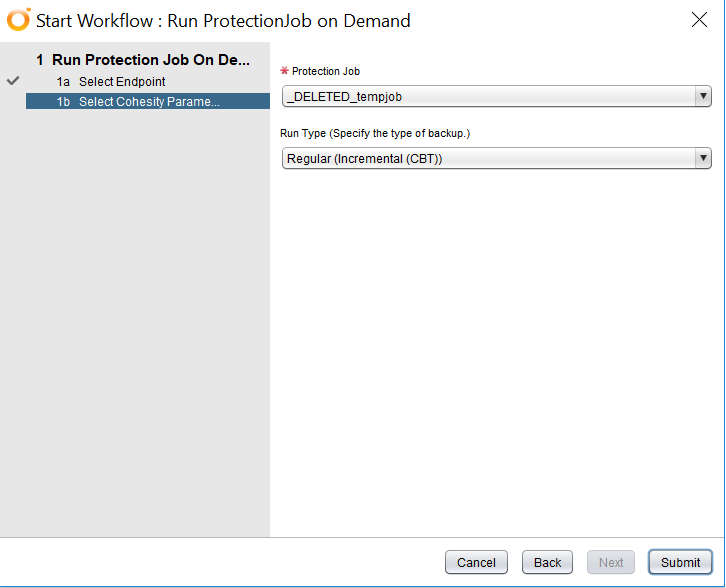 Start Workflow : Run ProtectionJob on Demand
1 Run Protection Job On De...
1a Select Endpoint
1b Select Cohesity Parame...
* Protection Job
_DELETED_tempjob
Run Type (Specify the type of backup.)
Regular (Incremental (CBT))
Cancel Back Next Submit